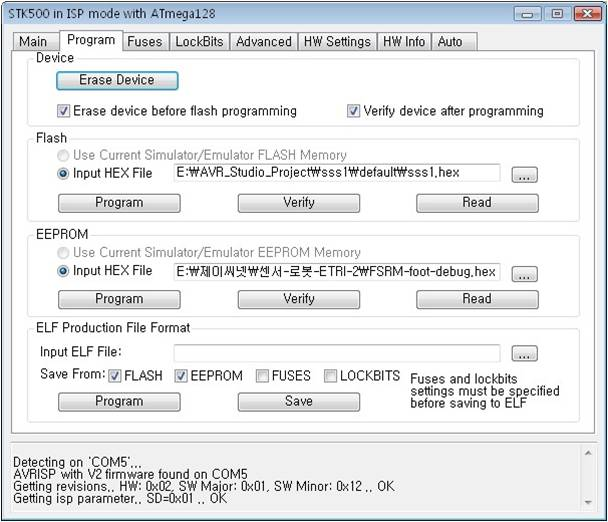 STK500 in ISP mode with ATmega128
Main Program Fuses LockBits Advanced HW Settings HW Info Auto
Device
Erase Device
Erase device before flash programming Verify device after programming
Flash
Use Current Simulator/Emulator FLASH Memory
Input HEX File E:₩AVR_Studio_Project₩sss1₩default₩sss1.hex ...
Program Verify Read
EEPROM
Use Current Simulator/Emulator EEPROM Memory
Input HEX File E:₩제이씨넷₩센서-로봇-ETRI-2₩FSRM-foot-debug.hex ...
Program Verify Read
ELF Production File Format
Input ELF File: ...
Save From: FLASH EEPROM FUSES LOCKBITS
Fuses and lockbits
settings must be specified
before saving to ELF
Program Save
Detecting on 'COM5'...
AVRISP with V2 firmware found on COM5
Getting revisions.. HW: 0x02, SW Major: 0x01, SW Minor: 0x12 .. OK
Getting isp parameter.. SD=0x01 .. OK